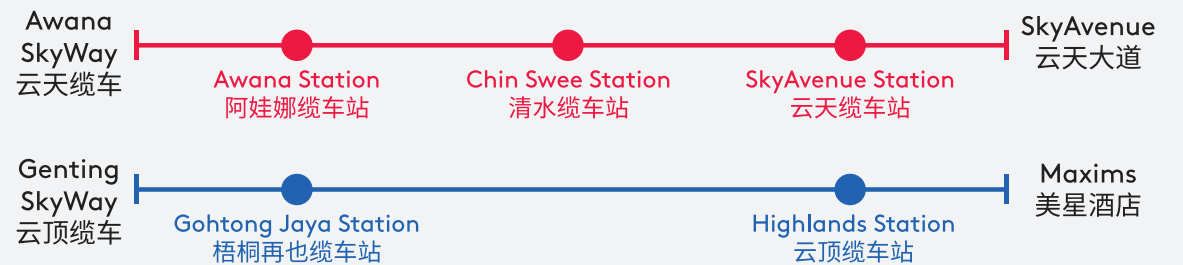 Awana
SkyWay
云天缆车
Awana Station
阿娃娜缆车站
Chin Swee Station
清水缆车站
SkyAvenue Station
云天缆车站
SkyAvenue
云天大道
Genting
SkyWay
云顶缆车
Gohtong Jaya Station
梧桐再也缆车站
Highlands Station
云顶缆车站
Maxims
美星酒店